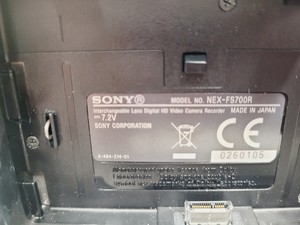 SONY® MODEL NO. NEX-FS700R
Interchangeable Lens Digital HD Video Camera Recorder MADE IN JAPAN
⎓ 7.2V
SONY CORPORATION
CE
0260105